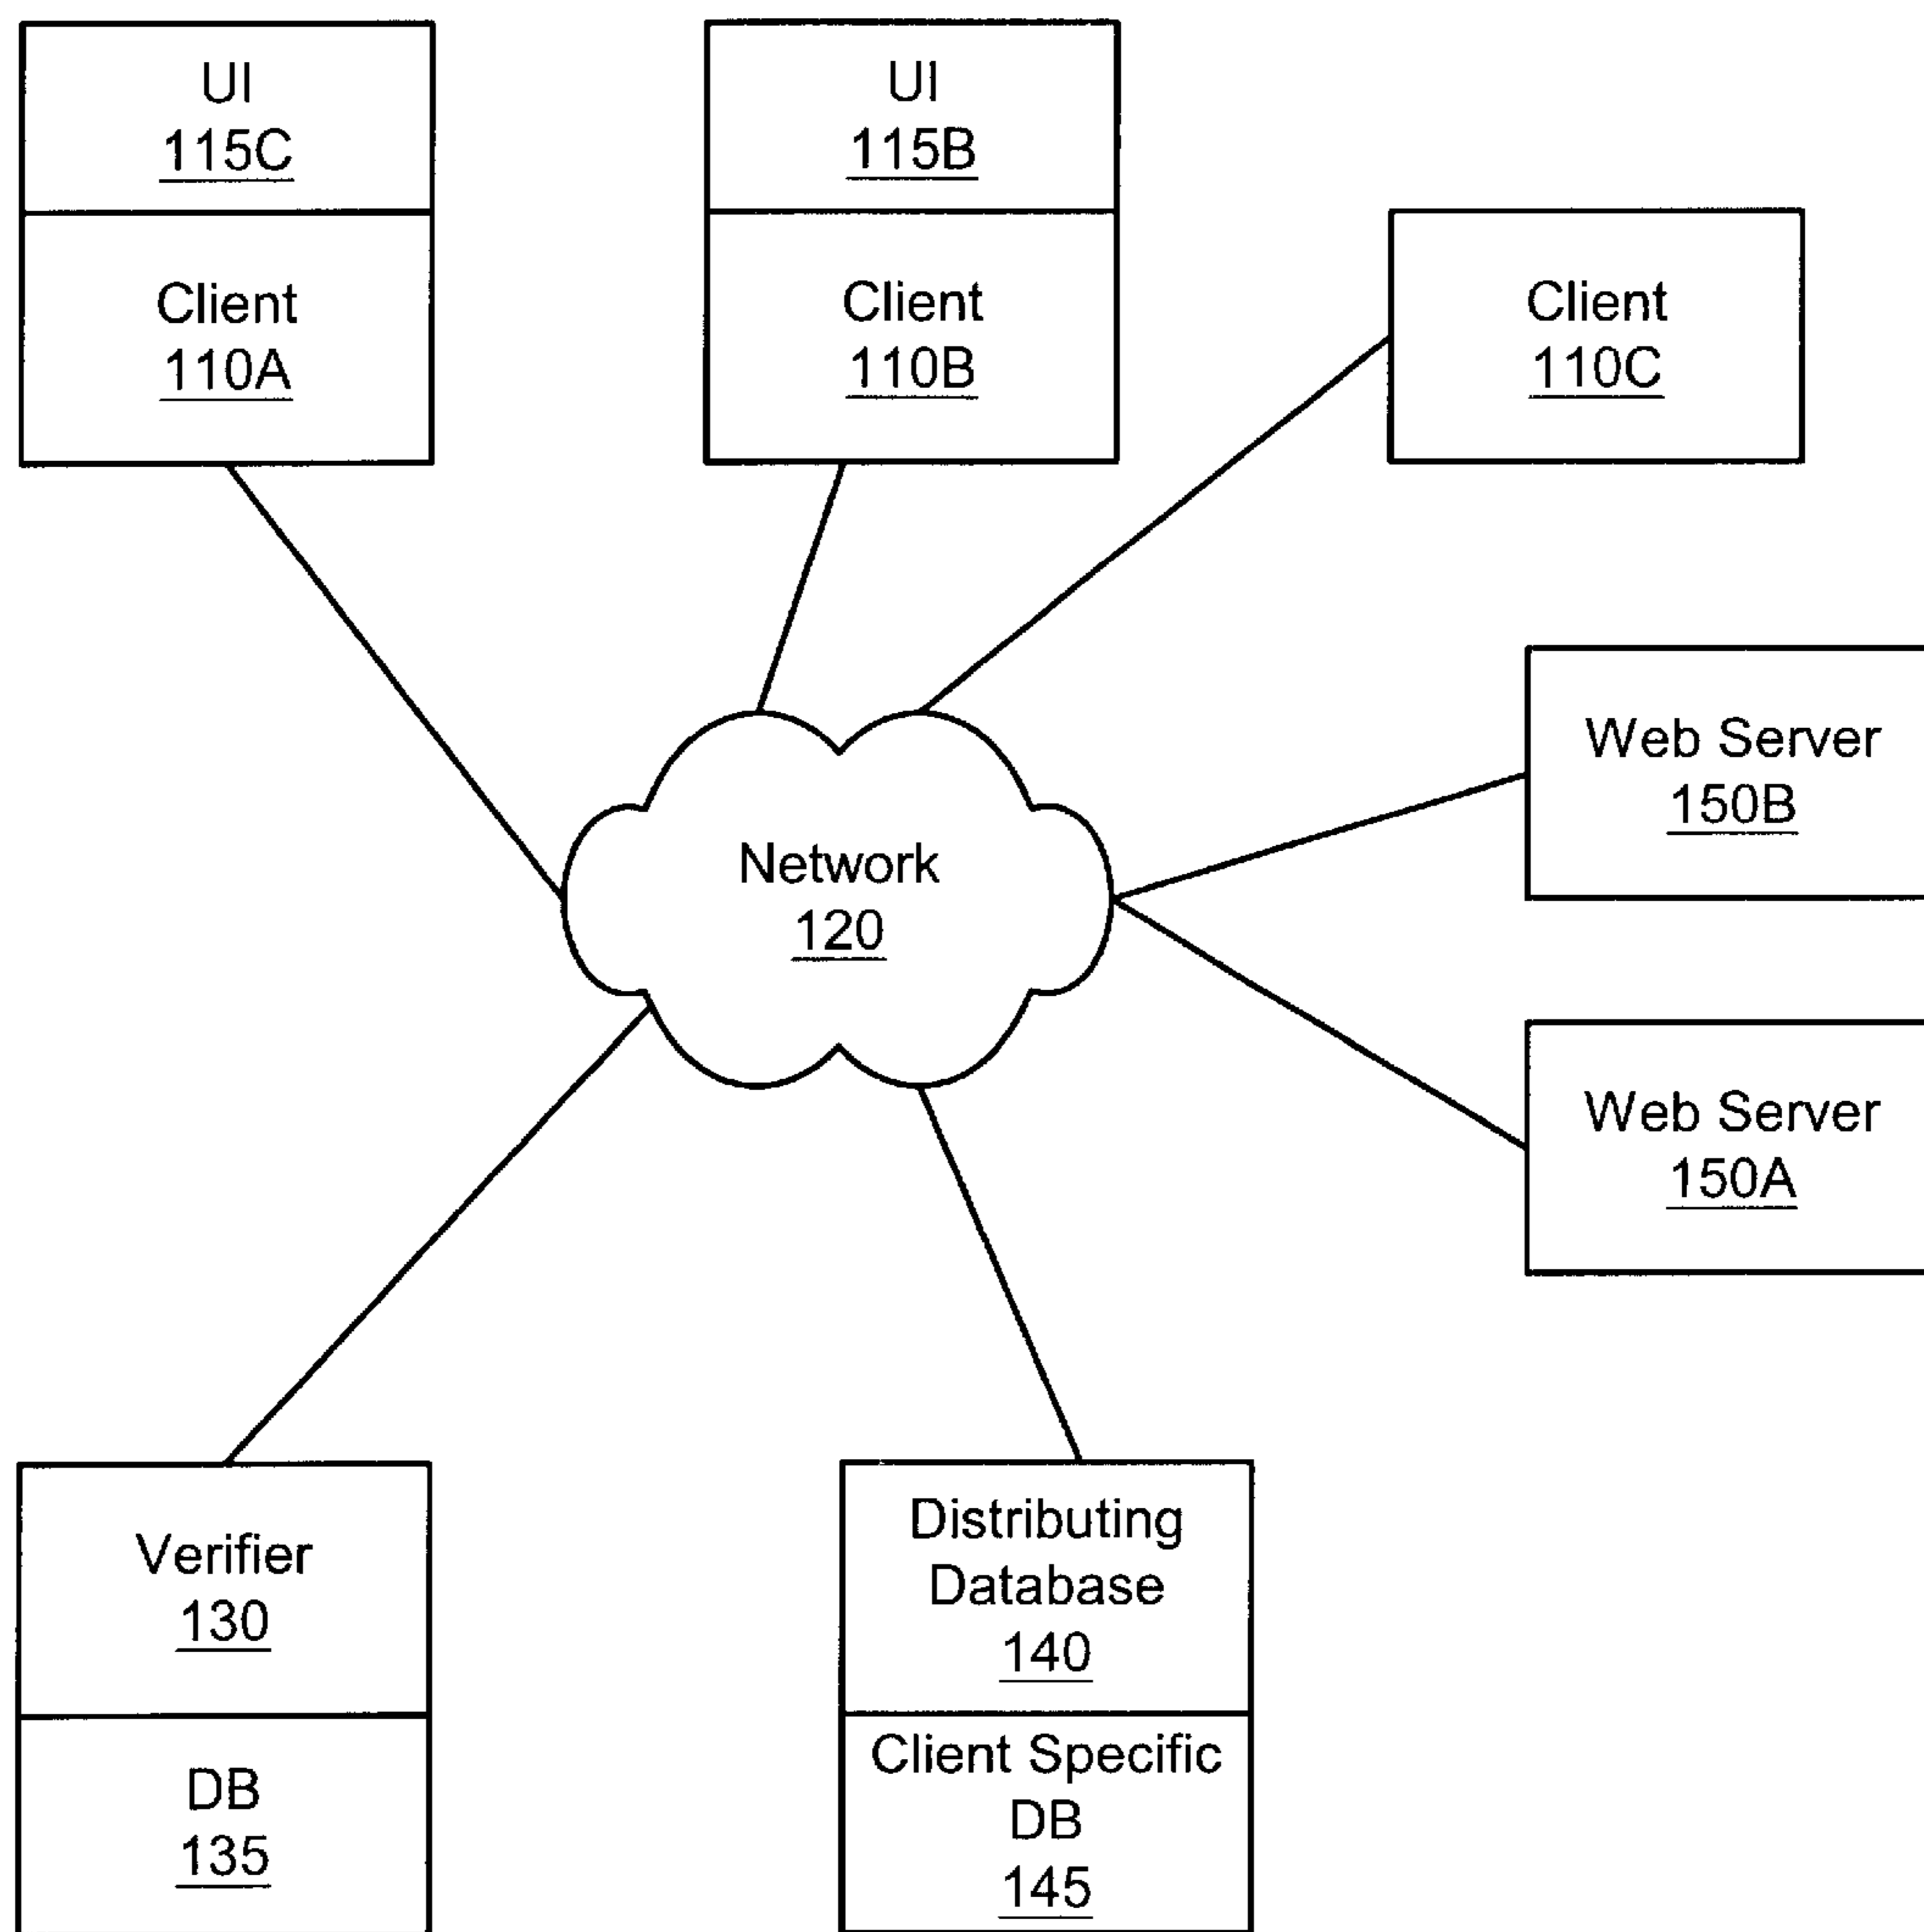 UI
115C
Client
110A
UI
115B
Client
110B
Client
110C
Web Server
150B
Network
120
Web Server
150A
Verifier
130
DB
135
Distributing
Database
140
Client Specific
DB
145